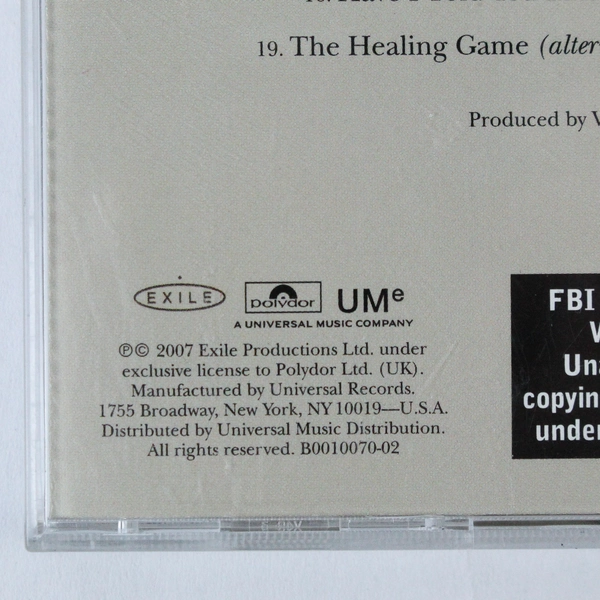 19. The Healing Game (alter
Produced by V
EXILE polydor UMe
A UNIVERSAL MUSIC COMPANY
℗© 2007 Exile Productions Ltd. under
exclusive license to Polydor Ltd. (UK).
Manufactured by Universal Records.
1755 Broadway, New York, NY 10019—U.S.A.
Distributed by Universal Music Distribution.
All rights reserved. B0010070-02
FBI
W
Una
copyin
under